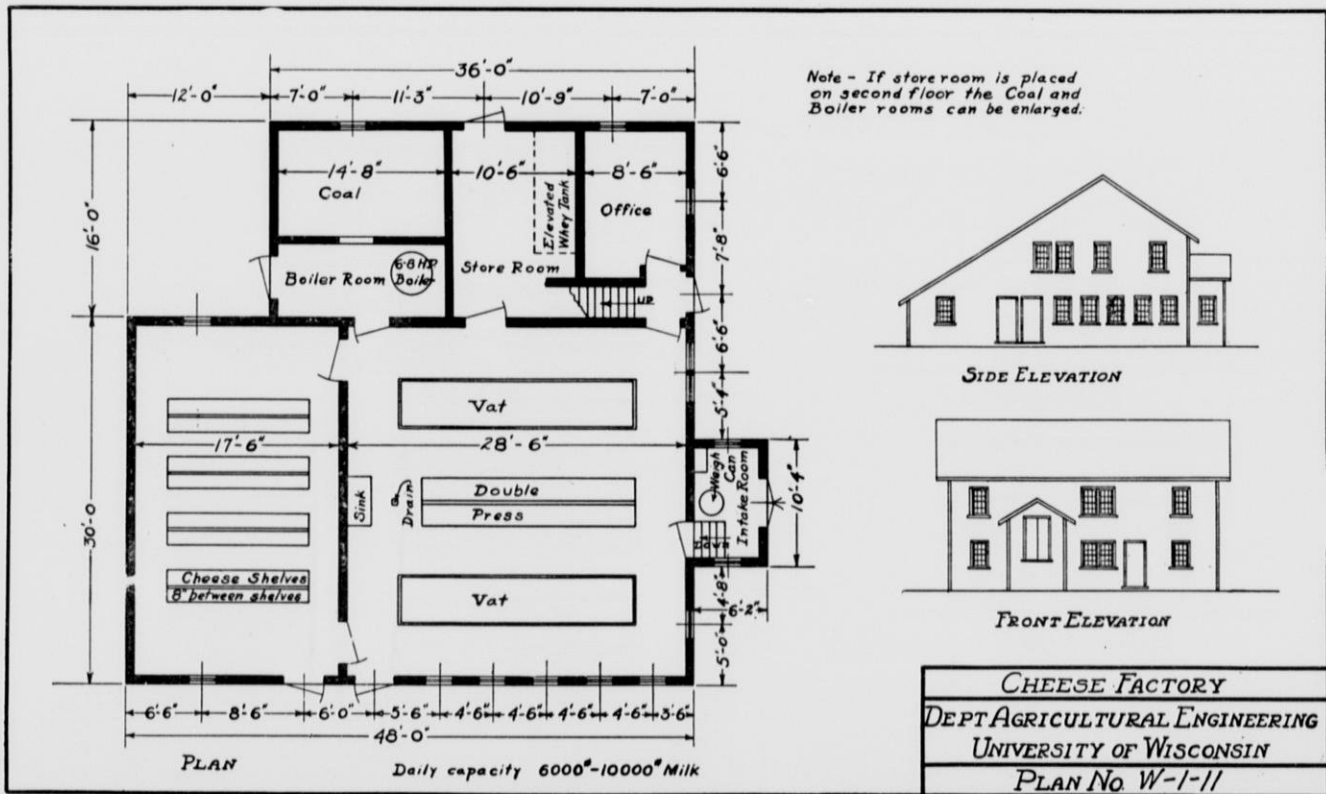 36'-0"
12'-0"
7'-0"
11'-3"
10'-9"
7'-0"
Note - If store room is placed
on second floor the Coal and
Boiler rooms can be enlarged.
16'-0"
14'-8"
Coal
10'-6"
Elevated
Whey Tank
8'-6"
Office
6'-6"
7'-8"
Boiler Room
6-8 HP
Boiler
Store Room
UP
6'-6"
5'-4"
SIDE ELEVATION
30'-0
17'-6"
Vat
28'-6"
Sink
Drain
Double
Press
Weigh
Can
Intake Room
10'-4"
Cheese Shelves
8" between shelves
Vat
4'-8"
6'-2"
5'-0"
FRONT ELEVATION
6'-6"
8'-6"
6'-0"
5'-6"
4'-6"
4'-6"
4'-6"
4'-6"
3'-6"
48'-0"
PLAN
Daily capacity 6000#-10000# Milk
CHEESE FACTORY
DEPT AGRICULTURAL ENGINEERING
UNIVERSITY OF WISCONSIN
PLAN NO. W-1-11